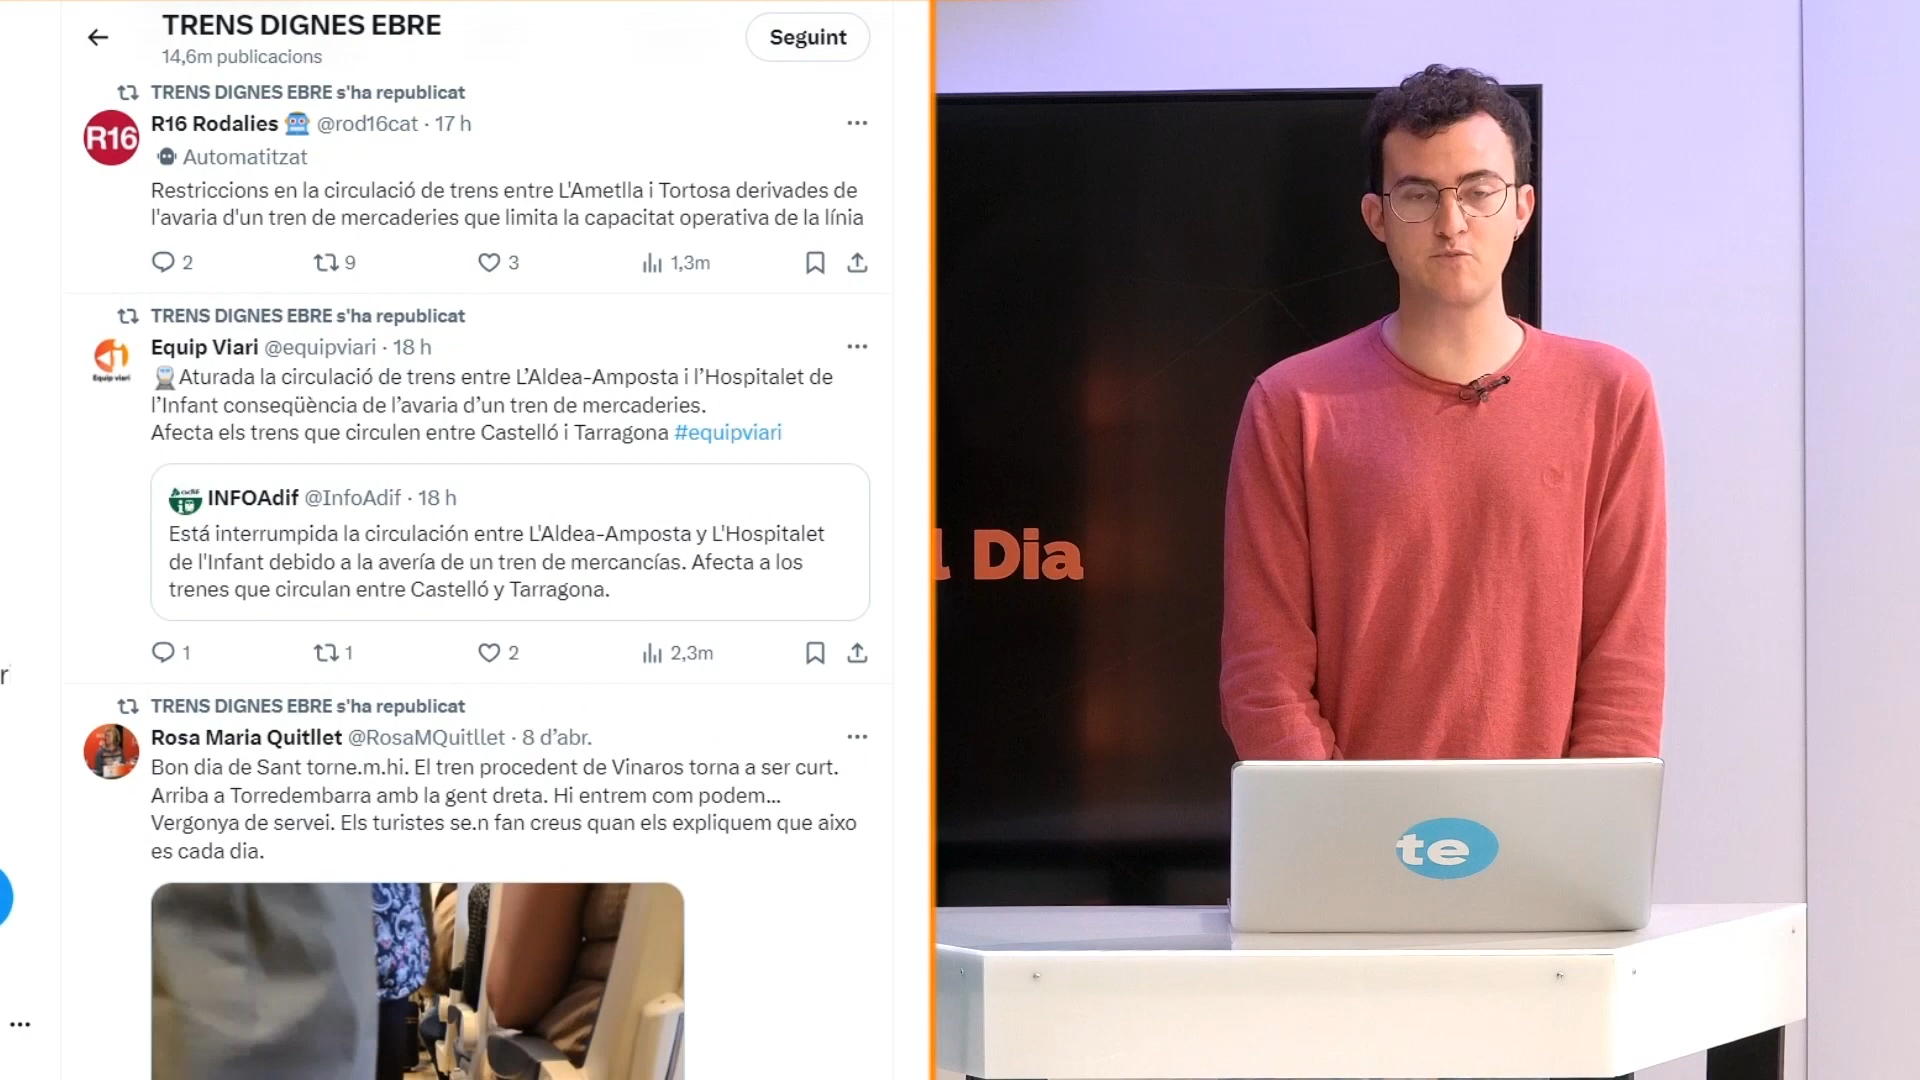 TRENS DIGNES EBRE
14,6m publicacions
Seguint
TRENS DIGNES EBRE s'ha republicat
R16
R16 Rodalies @rod16cat · 17 h
Automatitzat
Restriccions en la circulació de trens entre L'Ametlla i Tortosa derivades de
l'avaria d'un tren de mercaderies que limita la capacitat operativa de la línia
2 9 3 1,3m
TRENS DIGNES EBRE s'ha republicat
Equip viari
Equip Viari @equipviari · 18 h
Aturada la circulació de trens entre L’Aldea-Amposta i l’Hospitalet de
l’Infant conseqüència de l’avaria d’un tren de mercaderies.
Afecta els trens que circulen entre Castelló i Tarragona #equipviari
INFOAdif @InfoAdif · 18 h
Está interrumpida la circulación entre L'Aldea-Amposta y L'Hospitalet
de l'Infant debido a la avería de un tren de mercancías. Afecta a los
trenes que circulan entre Castelló y Tarragona.
1 1 2 2,3m
TRENS DIGNES EBRE s'ha republicat
Rosa Maria Quitllet @RosaMQuitllet · 8 d’abr.
Bon dia de Sant torne.m.hi. El tren procedent de Vinaros torna a ser curt.
Arriba a Torredembarra amb la gent dreta. Hi entrem com podem...
Vergonya de servei. Els turistes se.n fan creus quan els expliquem que aixo
es cada dia.
l Dia
te